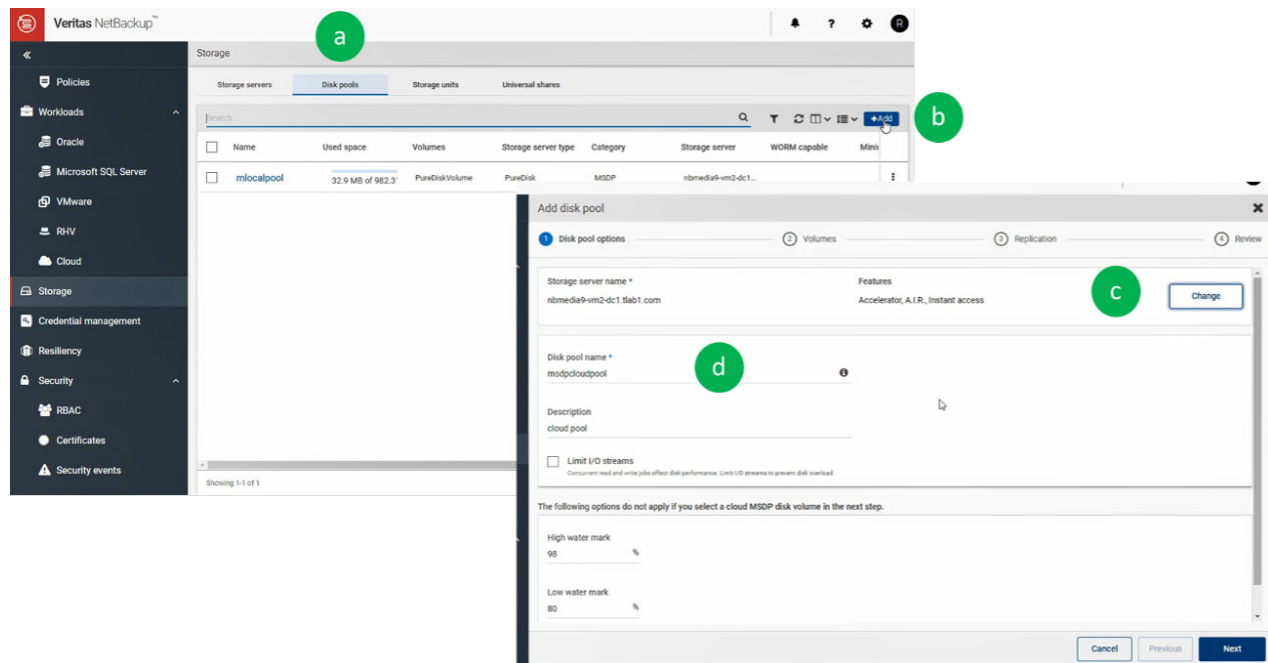 Veritas NetBackup™
R
a
Storage
Policies
Storage servers Disk pools Storage units Universal shares
Workloads
b
Search...
+Add
Oracle
Name Used space Volumes Storage server type Category Storage server WORM capable
Microsoft SQL Server
mlocalpool 32.9 MB of 982.3 PureDiskVolume PureDisk MSDP nbmedia9-vm2-dc1...
VMware
RHV
Cloud
Storage
Credential management
Resiliency
Security
RBAC
Certificates
Security events
Showing 1-1 of 1
Add disk pool
1 Disk pool options 2 Volumes 3 Replication 4 Review
Storage server name * Features
c
nbmedia9-vm2-dc1.tlab1.com Accelerator, A.I.R., Instant access Change
Disk pool name *
d
msdpcloudpool
Description
cloud pool
Limit I/O streams
Concurrent read and write jobs affect disk performance. Limit I/O streams to prevent disk overload.
The following options do not apply if you select a cloud MSDP disk volume in the next step.
High water mark
98 %
Low water mark
80 %
Cancel Previous Next